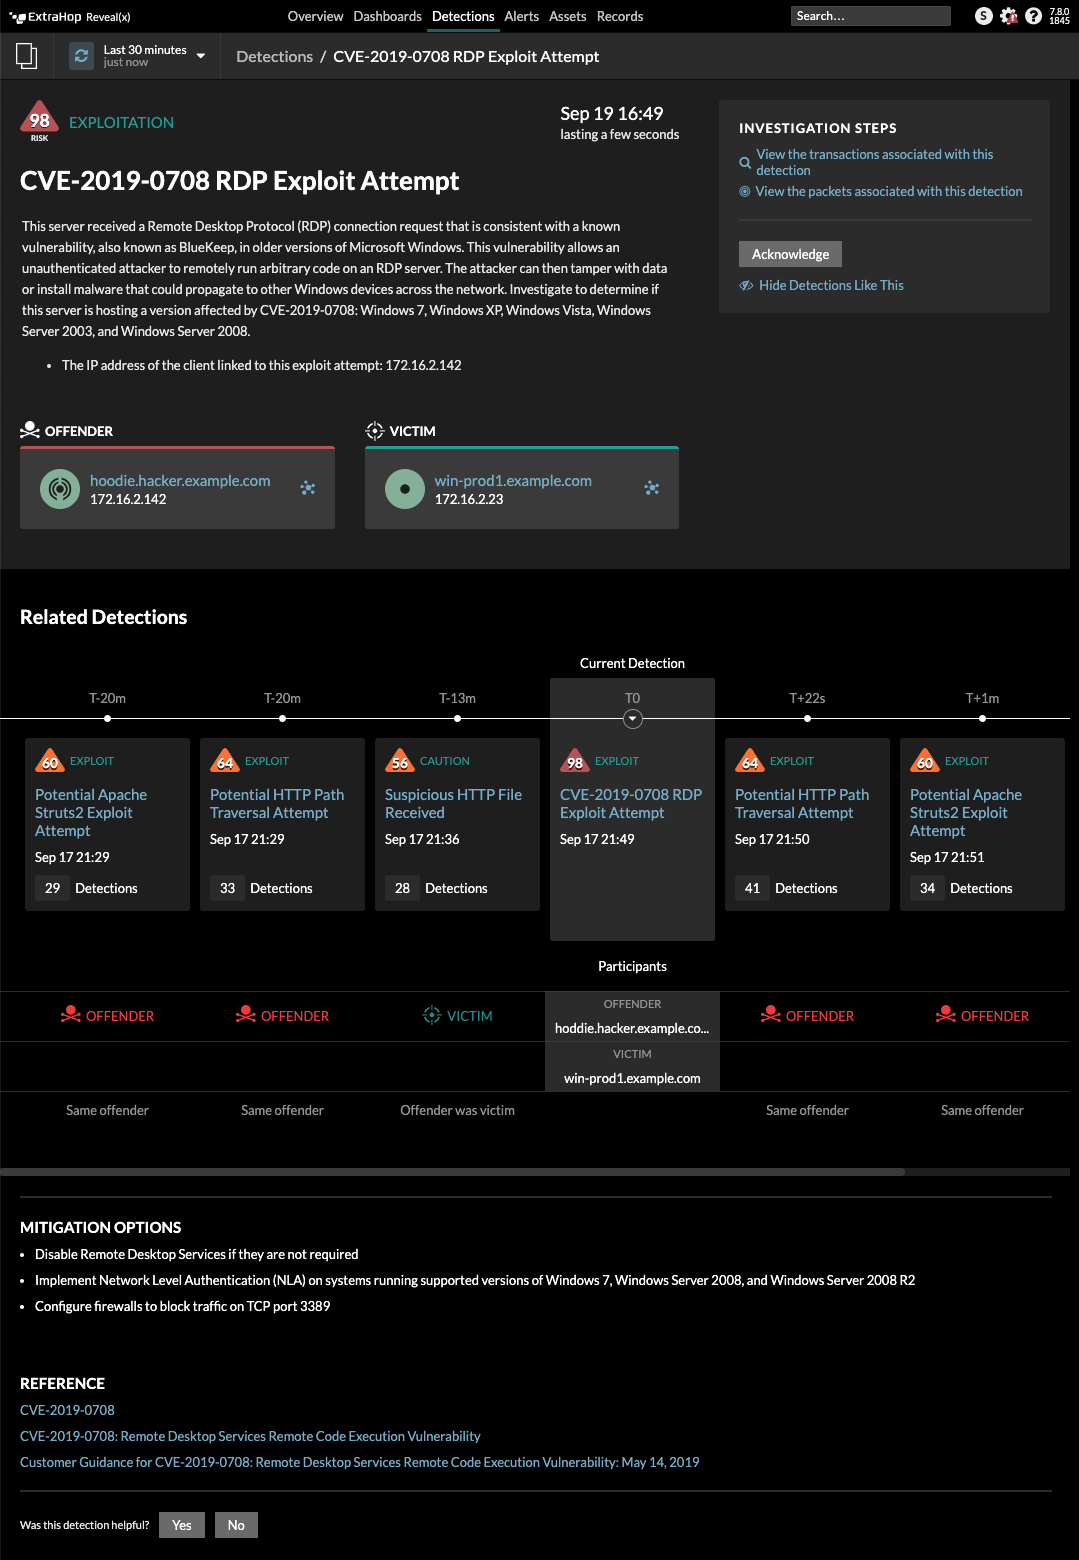 ExtraHop Reveal(x)
Overview Dashboards Detections Alerts Assets Records
Search...
S
?
7.8.0
1845
Last 30 minutes
just now
Detections / CVE-2019-0708 RDP Exploit Attempt
98
RISK
EXPLOITATION
Sep 19 16:49
lasting a few seconds
CVE-2019-0708 RDP Exploit Attempt
This server received a Remote Desktop Protocol (RDP) connection request that is consistent with a known
vulnerability, also known as BlueKeep, in older versions of Microsoft Windows. This vulnerability allows an
unauthenticated attacker to remotely run arbitrary code on an RDP server. The attacker can then tamper with data
or install malware that could propagate to other Windows devices across the network. Investigate to determine if
this server is hosting a version affected by CVE-2019-0708: Windows 7, Windows XP, Windows Vista, Windows
Server 2003, and Windows Server 2008.
• The IP address of the client linked to this exploit attempt: 172.16.2.142
INVESTIGATION STEPS
View the transactions associated with this
detection
View the packets associated with this detection
Acknowledge
Hide Detections Like This
OFFENDER
hoodie.hacker.example.com
172.16.2.142
VICTIM
win-prod1.example.com
172.16.2.23
Related Detections
Current Detection
T-20m T-20m T-13m T0 T+22s T+1m
60 EXPLOIT
Potential Apache
Struts2 Exploit
Attempt
Sep 17 21:29
29 Detections
64 EXPLOIT
Potential HTTP Path
Traversal Attempt
Sep 17 21:29
33 Detections
56 CAUTION
Suspicious HTTP File
Received
Sep 17 21:36
28 Detections
98 EXPLOIT
CVE-2019-0708 RDP
Exploit Attempt
Sep 17 21:49
64 EXPLOIT
Potential HTTP Path
Traversal Attempt
Sep 17 21:50
41 Detections
60 EXPLOIT
Potential Apache
Struts2 Exploit
Attempt
Sep 17 21:51
34 Detections
Participants
OFFENDER OFFENDER VICTIM
OFFENDER
hoddie.hacker.example.co...
OFFENDER OFFENDER
VICTIM
win-prod1.example.com
Same offender Same offender Offender was victim Same offender Same offender
MITIGATION OPTIONS
• Disable Remote Desktop Services if they are not required
• Implement Network Level Authentication (NLA) on systems running supported versions of Windows 7, Windows Server 2008, and Windows Server 2008 R2
• Configure firewalls to block traffic on TCP port 3389
REFERENCE
CVE-2019-0708
CVE-2019-0708: Remote Desktop Services Remote Code Execution Vulnerability
Customer Guidance for CVE-2019-0708: Remote Desktop Services Remote Code Execution Vulnerability: May 14, 2019
Was this detection helpful? Yes No